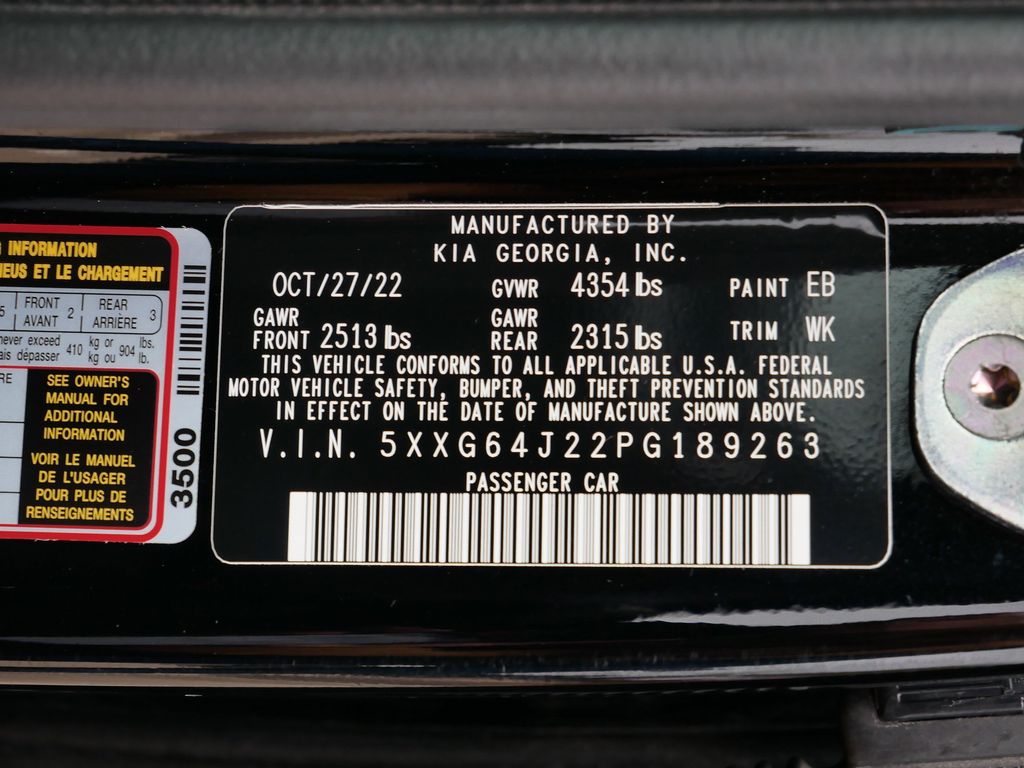 INFORMATION
NEUS ET LE CHARGEMENT
5 FRONT AVANT 2 REAR ARRIÈRE 3
never exceed 410 kg or 904 lbs.
ais dépasser kg ou lb.
RE
SEE OWNER'S
MANUAL FOR
ADDITIONAL
INFORMATION
VOIR LE MANUEL
DE L'USAGER
POUR PLUS DE
RENSEIGNEMENTS
3500
MANUFACTURED BY
KIA GEORGIA, INC.
OCT/27/22 GVWR 4354 lbs PAINT EB
GAWR FRONT 2513 lbs GAWR REAR 2315 lbs TRIM WK
THIS VEHICLE CONFORMS TO ALL APPLICABLE U.S.A. FEDERAL
MOTOR VEHICLE SAFETY, BUMPER, AND THEFT PREVENTION STANDARDS
IN EFFECT ON THE DATE OF MANUFACTURE SHOWN ABOVE.
V.I.N. 5XXG64J22PG189263
PASSENGER CAR